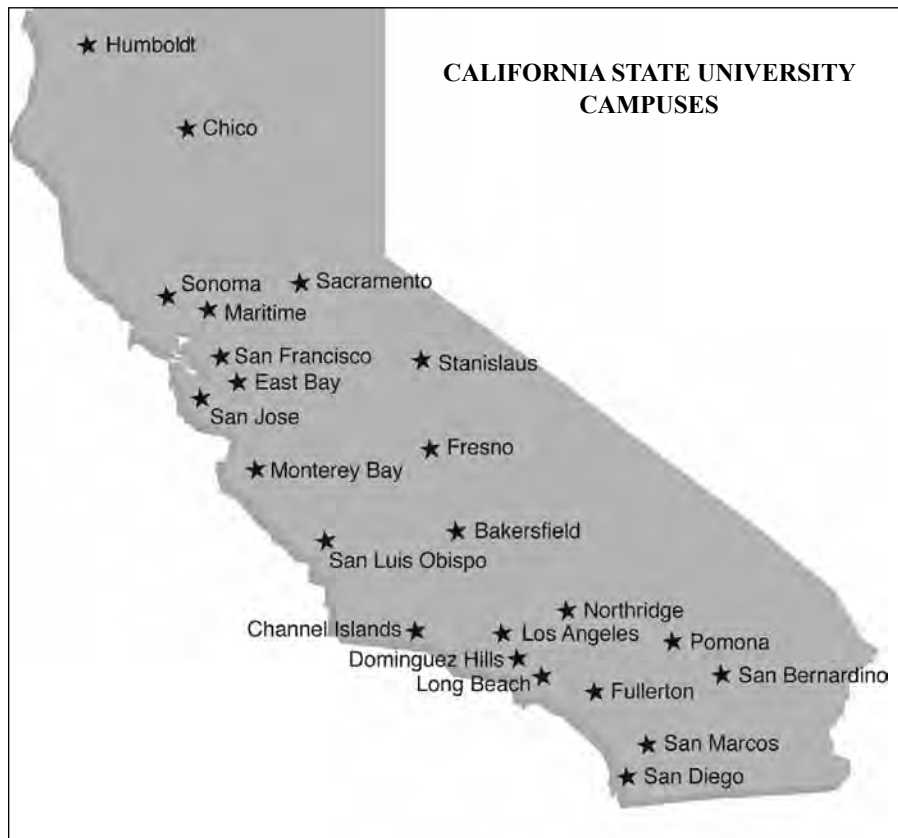 CALIFORNIA STATE UNIVERSITY
CAMPUSES
Humboldt
Chico
Sonoma
Sacramento
Maritime
San Francisco
Stanislaus
East Bay
San Jose
Fresno
Monterey Bay
Bakersfield
San Luis Obispo
Northridge
Channel Islands
Los Angeles
Pomona
Dominguez Hills
San Bernardino
Long Beach
Fullerton
San Marcos
San Diego